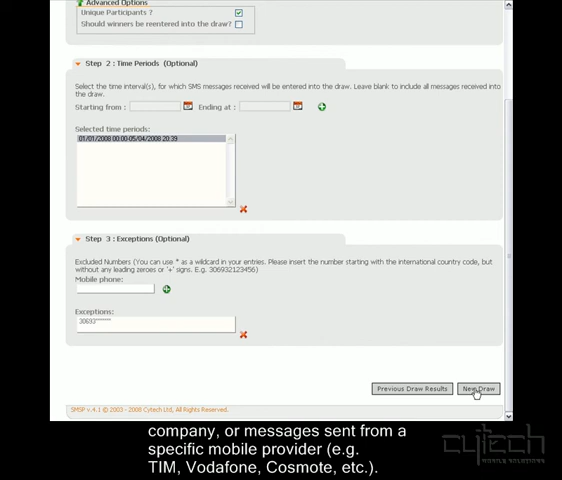 Advanced Options
Unique Participants ?
Should winners be reentered into the draw?
Step 2 : Time Periods (Optional)
Select the time interval(s), for which SMS messages received will be entered into the draw. Leave blank to include all messages received into
the draw.
Starting from : Ending at :
Selected time periods:
01/01/2008 00:00-05/04/2008 20:39
Step 3 : Exceptions (Optional)
Excluded Numbers (You can use * as a wildcard in your entries. Please insert the number starting with the international country code, but
without any leading zeroes or '+' signs. E.g. 306932123456)
Mobile phone:
Exceptions:
30693*******
Previous Draw Results New Draw
SMSP v.4.1 © 2003 - 2008 Cytech Ltd, All Rights Reserved
company, or messages sent from a
specific mobile provider (e.g.
TIM, Vodafone, Cosmote, etc.).
cytech
MOBILE SOLUTIONS